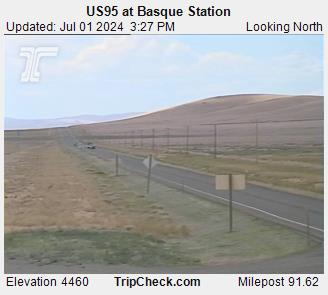 US95 at Basque Station
Updated: Jul 01 2024 3:27 PM Looking North
Elevation 4460 TripCheck.com Milepost 91.62